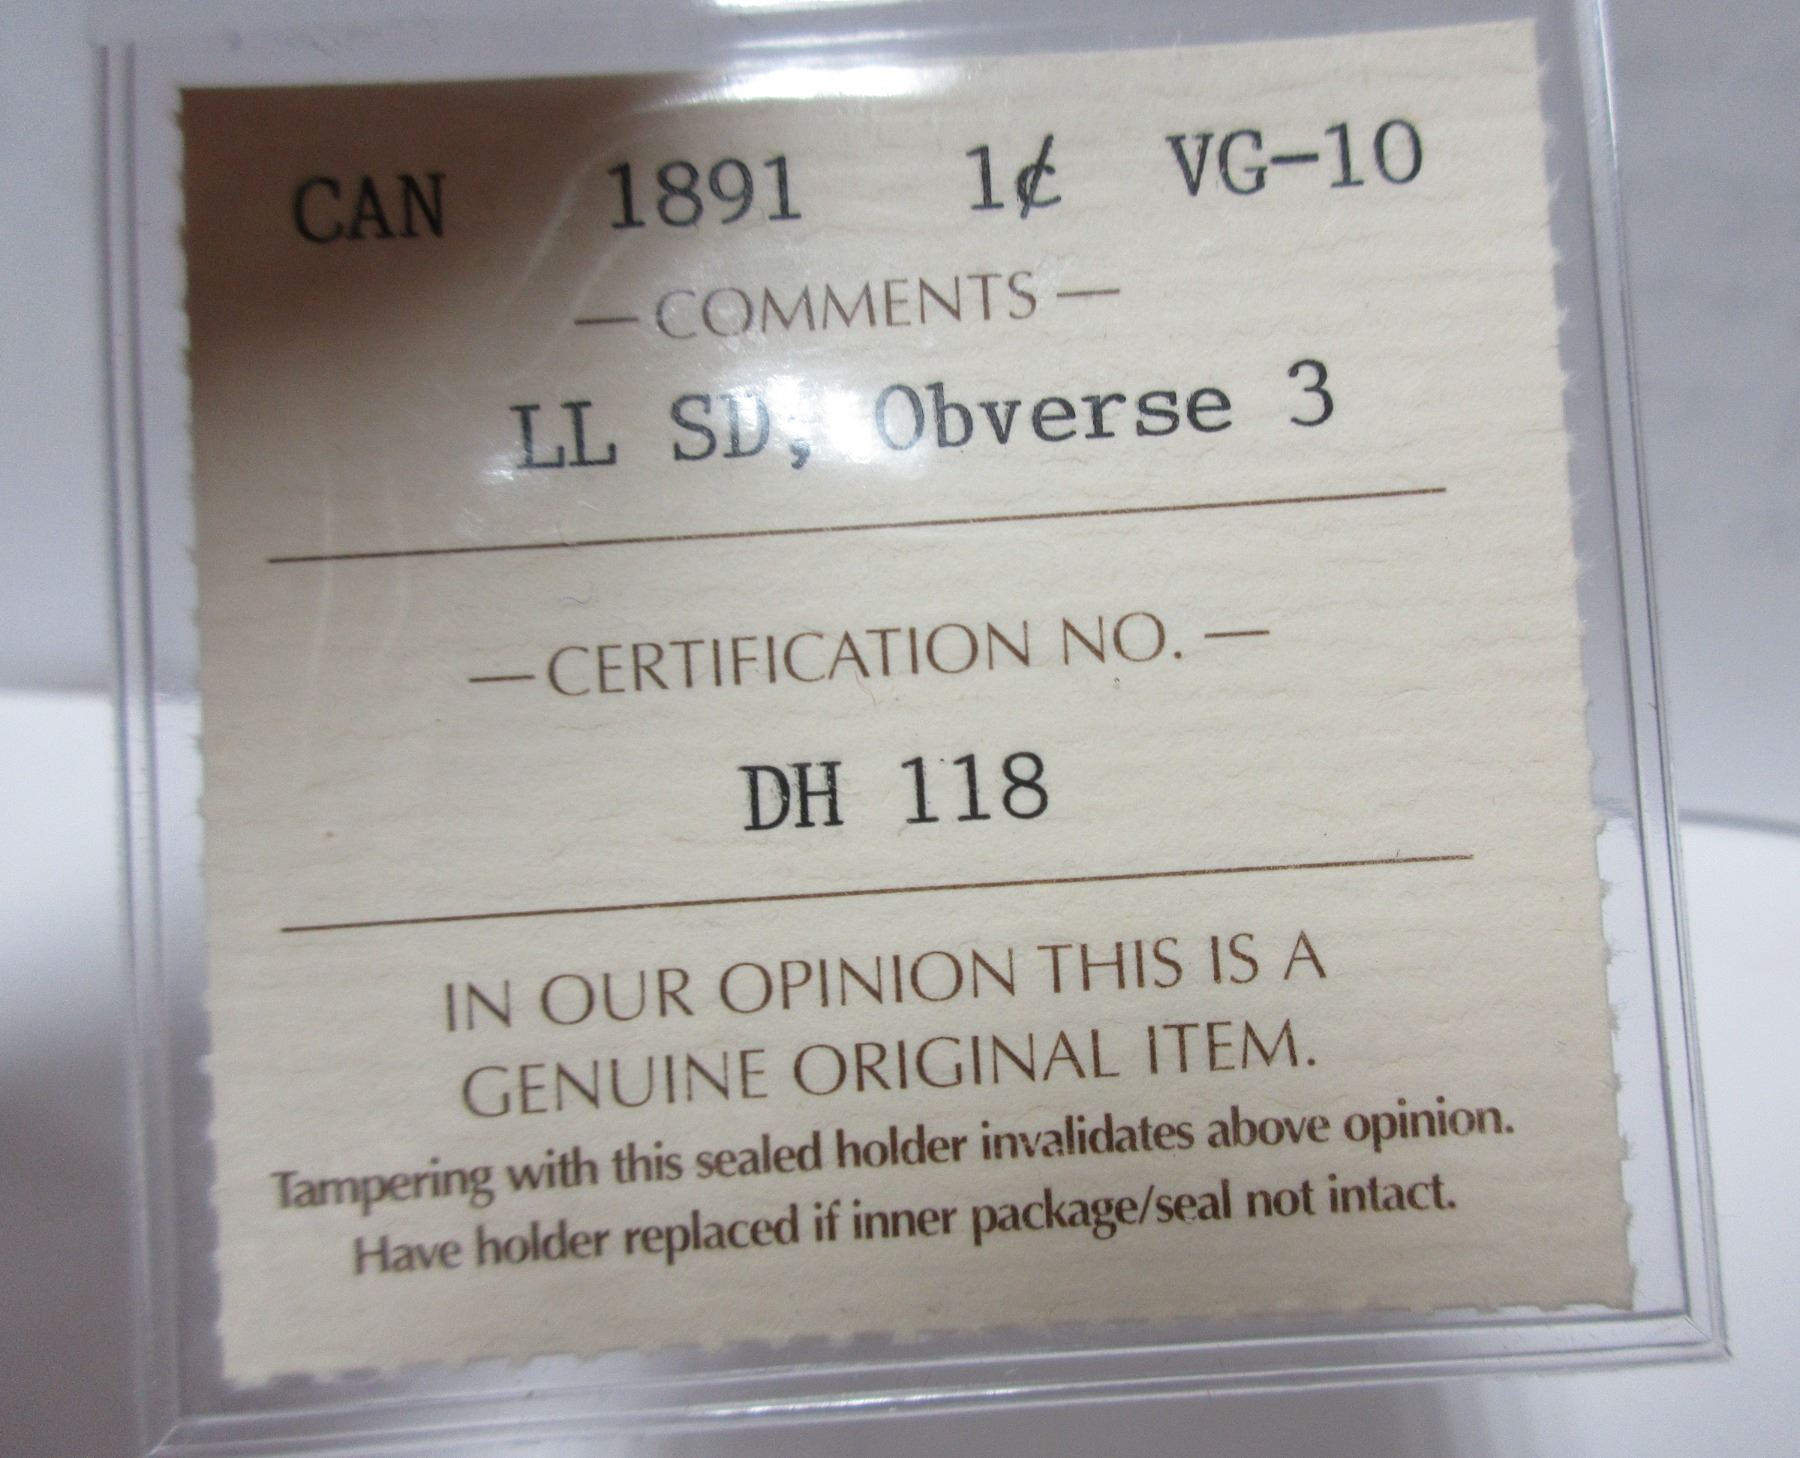 CAN 1891 1¢ VG-10
—COMMENTS—
LL SD, Obverse 3
—CERTIFICATION NO.—
DH 118
IN OUR OPINION THIS IS A
GENUINE ORIGINAL ITEM.
Tampering with this sealed holder invalidates above opinion.
Have holder replaced if inner package/seal not intact.